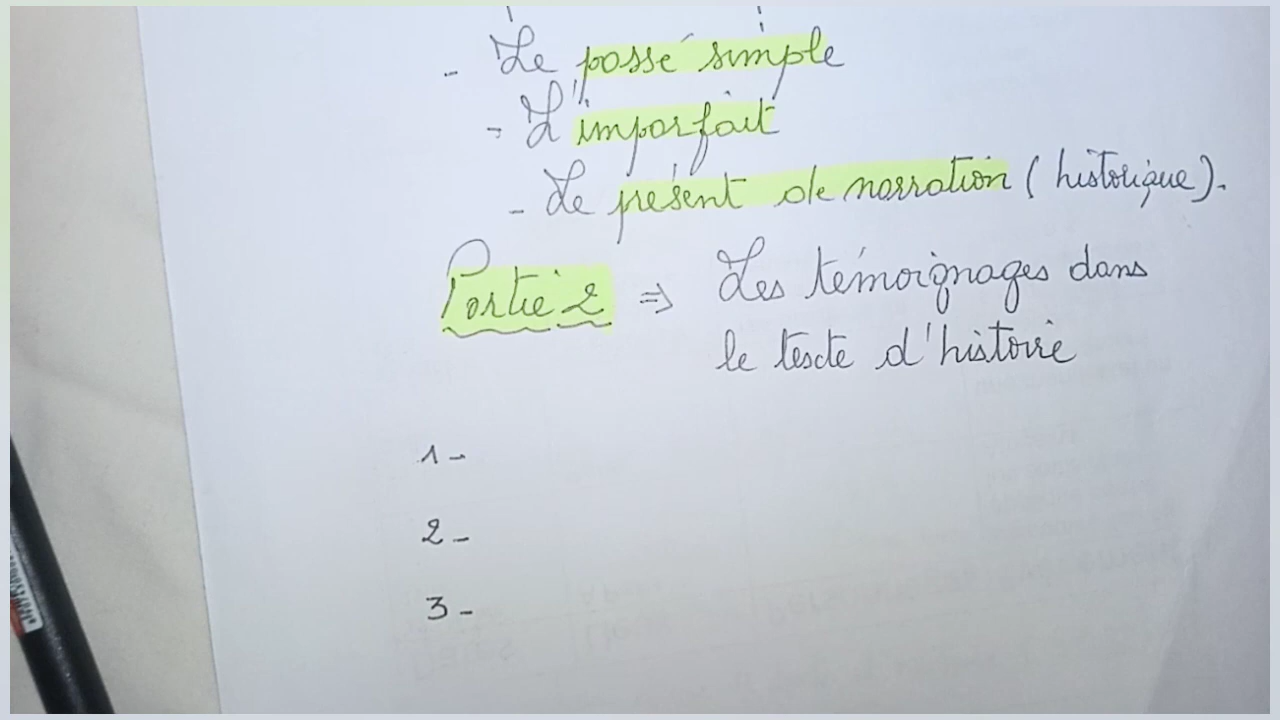 - Le passé simple
- L'imparfait
- Le présent de narration (historique).
Partie 2 ⇒ Les témoignages dans
le texte d'histoire
1-
2-
3-